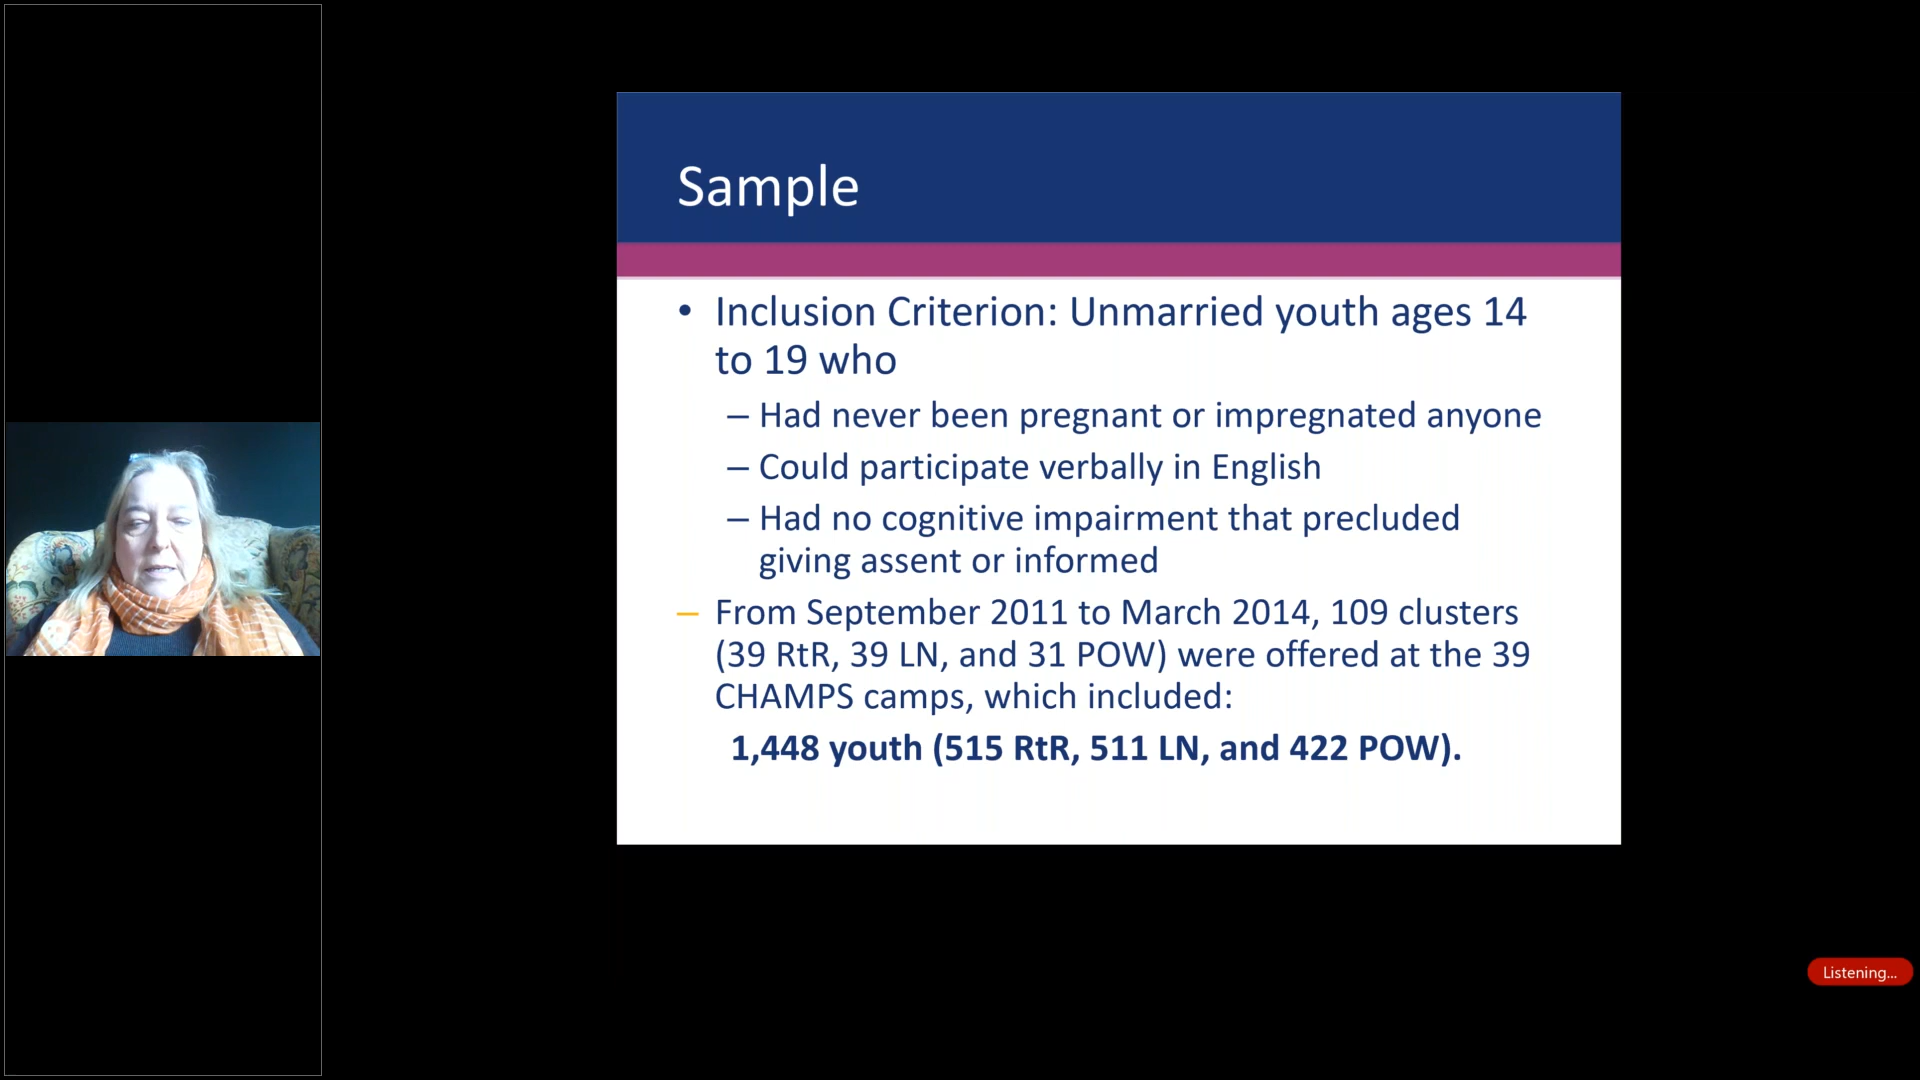 Sample
• Inclusion Criterion: Unmarried youth ages 14
to 19 who
– Had never been pregnant or impregnated anyone
– Could participate verbally in English
– Had no cognitive impairment that precluded
giving assent or informed
– From September 2011 to March 2014, 109 clusters
(39 RtR, 39 LN, and 31 POW) were offered at the 39
CHAMPS camps, which included:
1,448 youth (515 RtR, 511 LN, and 422 POW).
Listening...